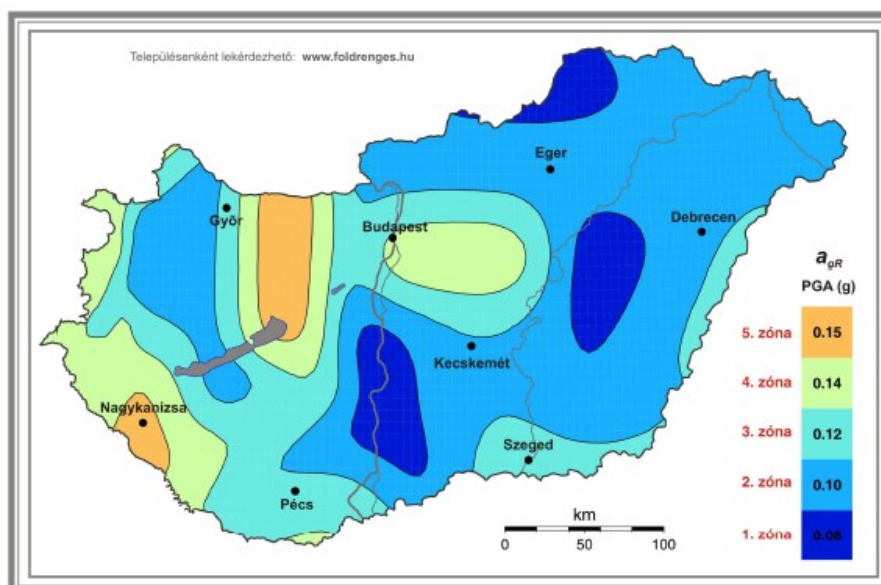 Településenként lekérdezhető: www.foldrenges.hu
Eger
Győr
Budapest
Debrecen
a_gR
PGA (g)
5. zóna 0.15
Kecskemét
4. zóna 0.14
Nagykanizsa
3. zóna 0.12
Szeged
2. zóna 0.10
Pécs
km
1. zóna 0.08
0 50 100